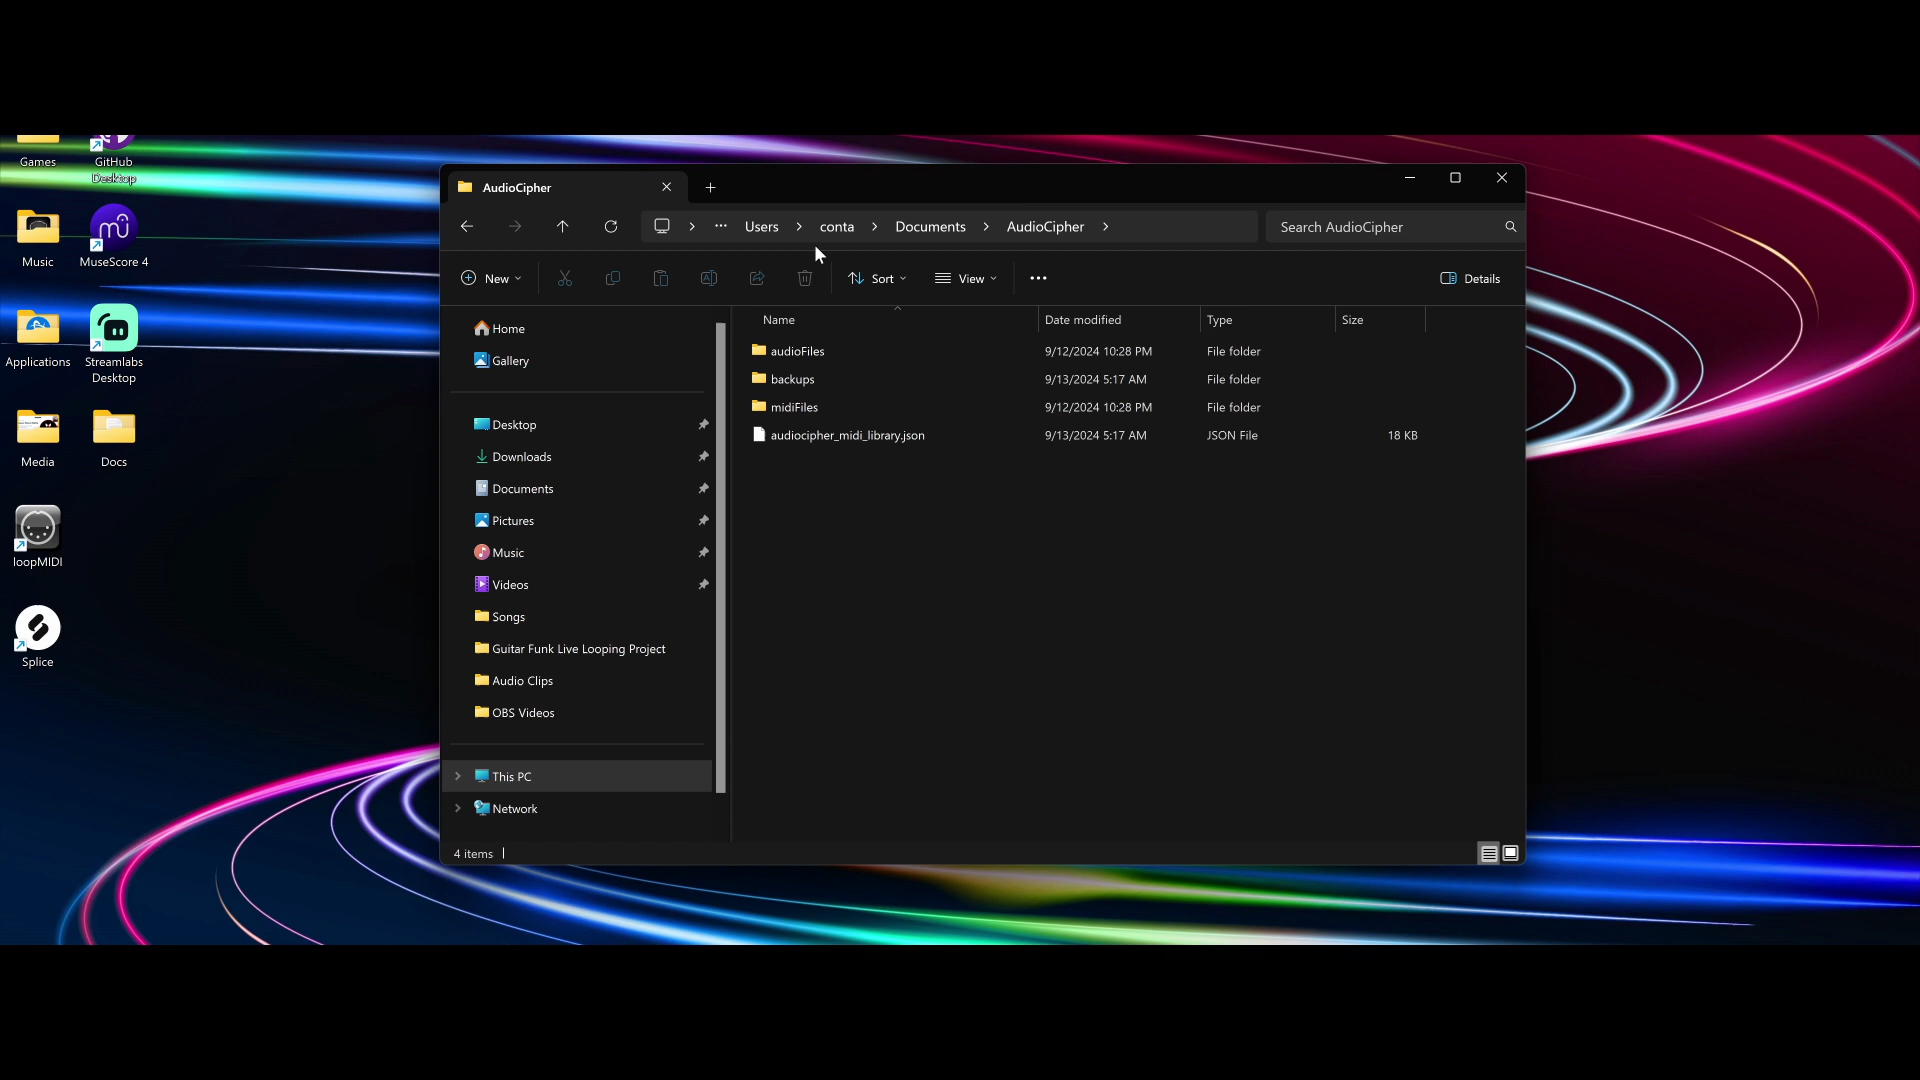 Games
GitHub
Desktop
Music
MuseScore 4
Applications
Streamlabs
Desktop
Media
Docs
loopMIDI
Splice
AudioCipher
Users
conta
Documents
AudioCipher
Search AudioCipher
New
Sort
View
Details
Home
Gallery
Desktop
Downloads
Documents
Pictures
Music
Videos
Songs
Guitar Funk Live Looping Project
Audio Clips
OBS Videos
This PC
Network
Name Date modified Type Size
audioFiles 9/12/2024 10:28 PM File folder
backups 9/13/2024 5:17 AM File folder
midiFiles 9/12/2024 10:28 PM File folder
audiocipher_midi_library.json 9/13/2024 5:17 AM JSON File 18 KB
4 items